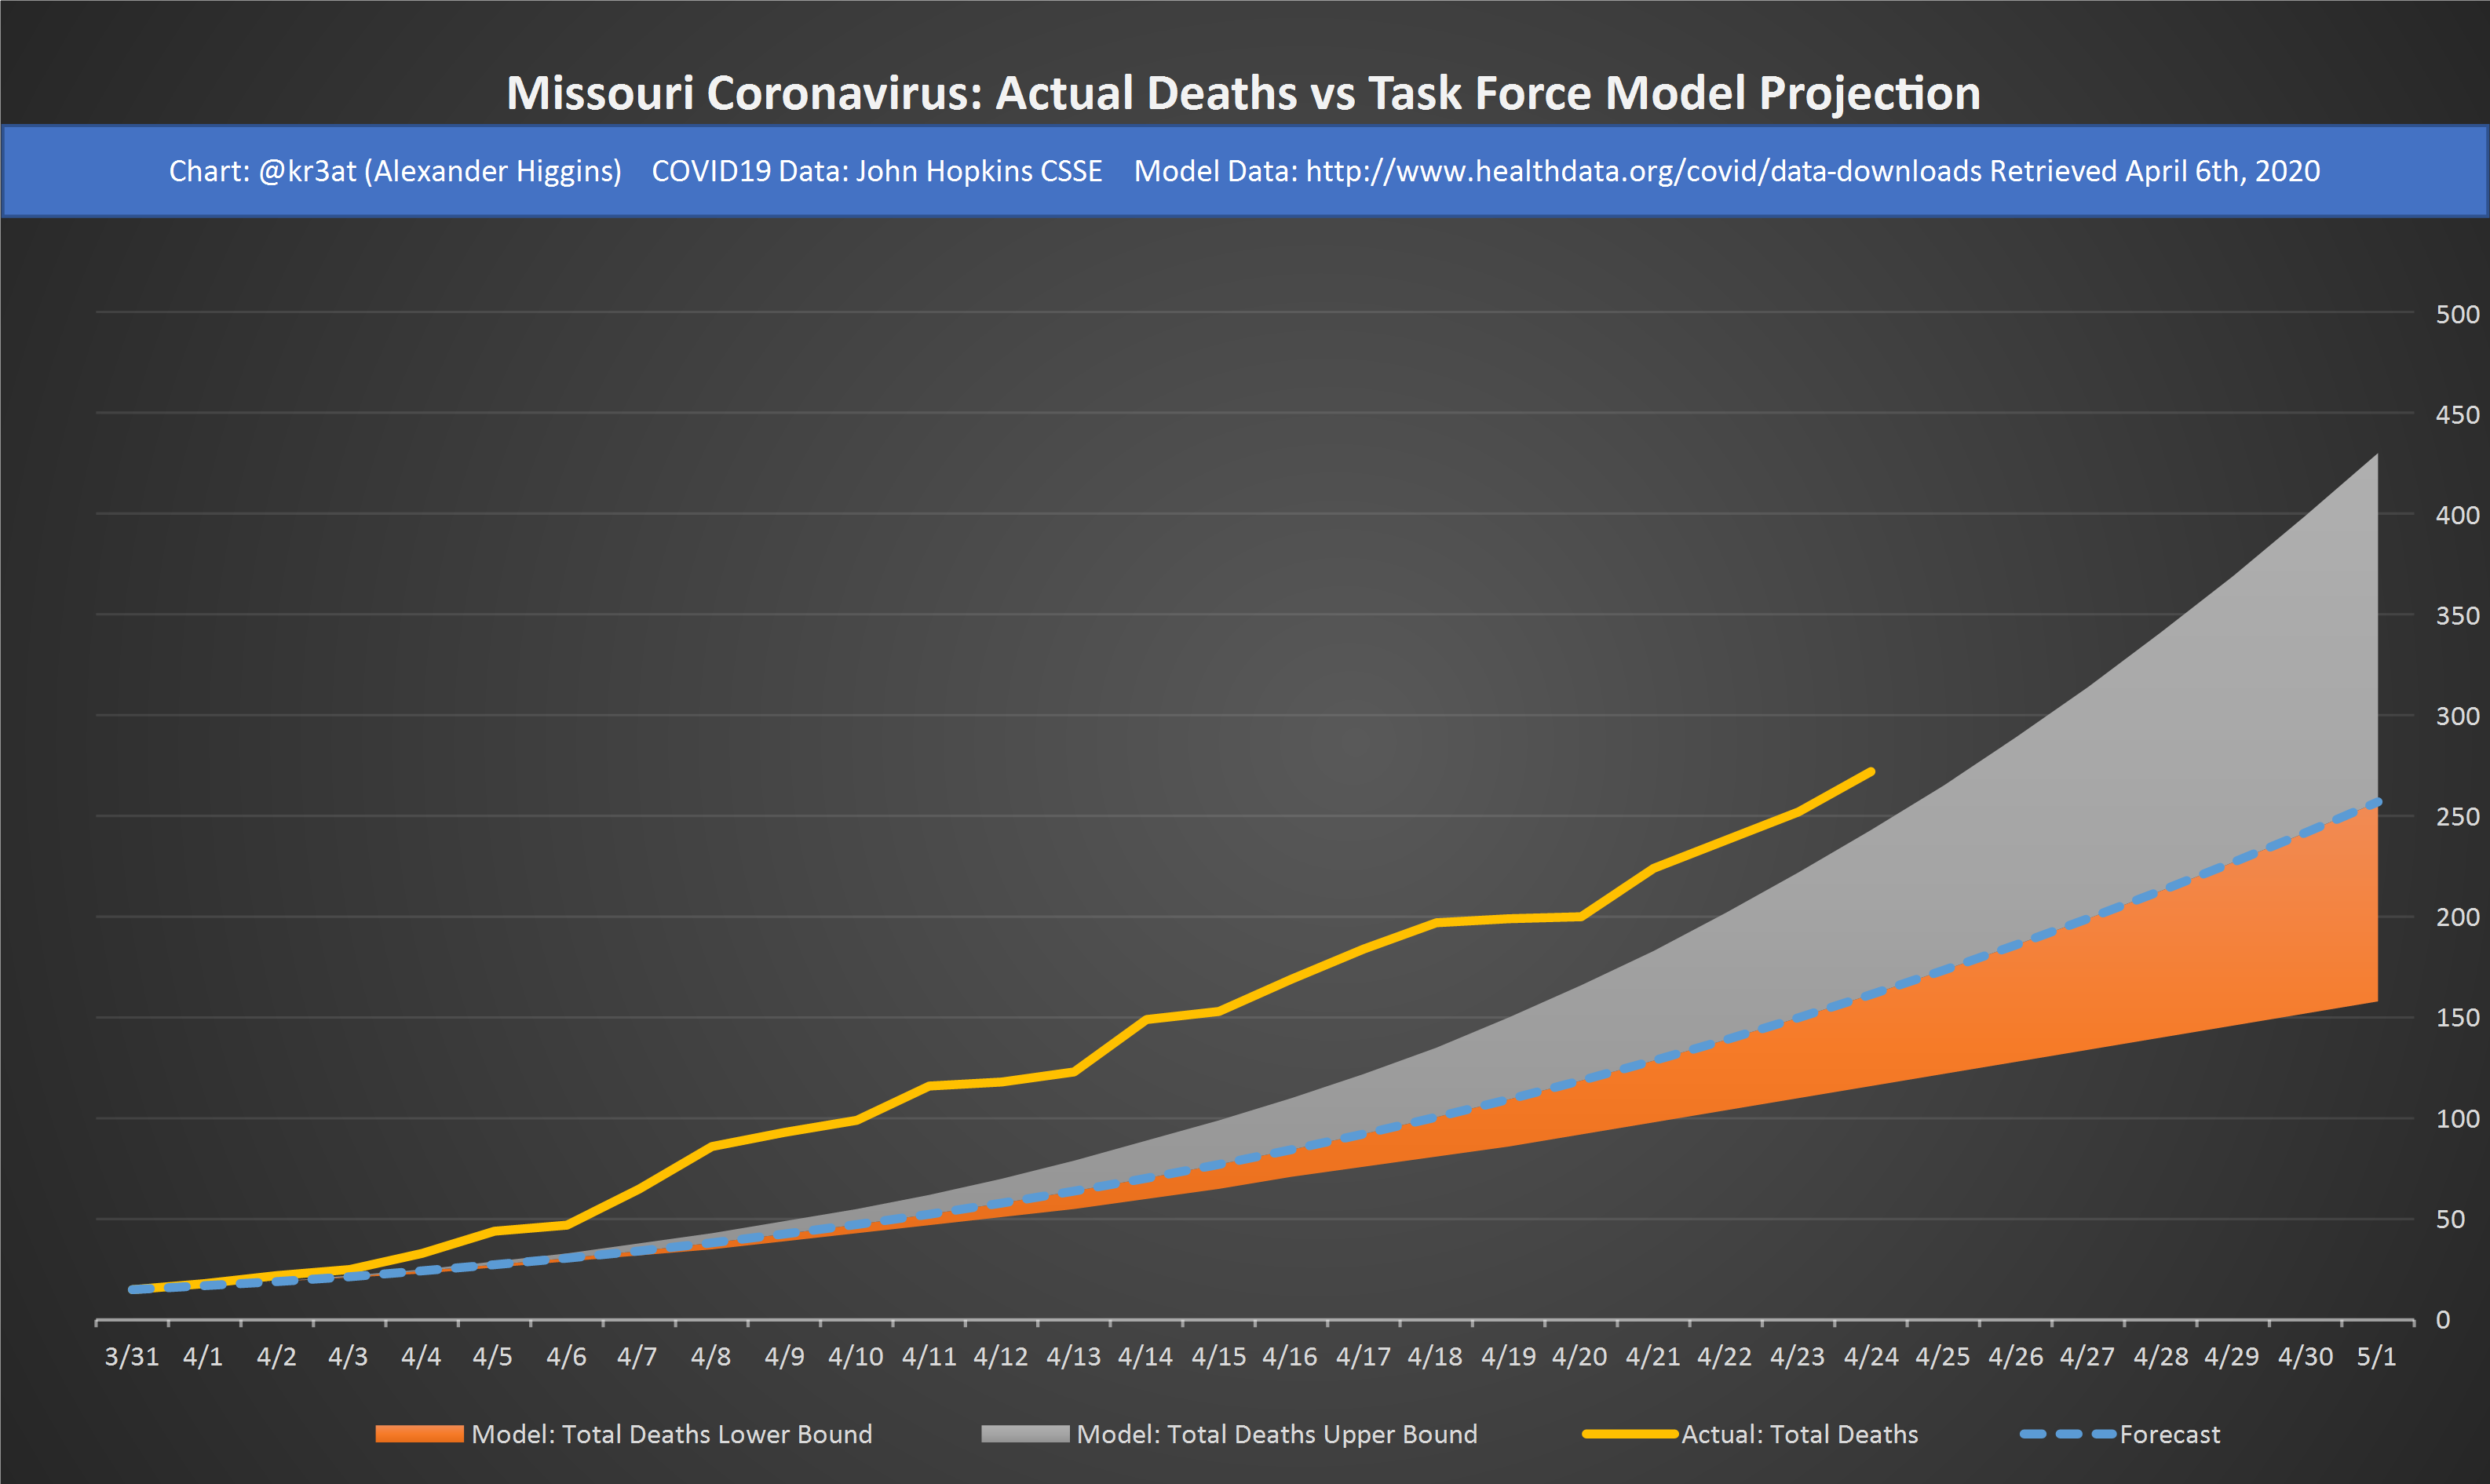 Missouri Coronavirus: Actual Deaths vs Task Force Model Projection
Chart: @kr3at (Alexander Higgins) COVID19 Data: John Hopkins CSSE Model Data: http://www.healthdata.org/covid/data-downloads Retrieved April 6th, 2020
500
450
400
350
300
250
200
150
100
50
0
3/31 4/1 4/2 4/3 4/4 4/5 4/6 4/7 4/8 4/9 4/10 4/11 4/12 4/13 4/14 4/15 4/16 4/17 4/18 4/19 4/20 4/21 4/22 4/23 4/24 4/25 4/26 4/27 4/28 4/29 4/30 5/1
Model: Total Deaths Lower Bound Model: Total Deaths Upper Bound Actual: Total Deaths Forecast